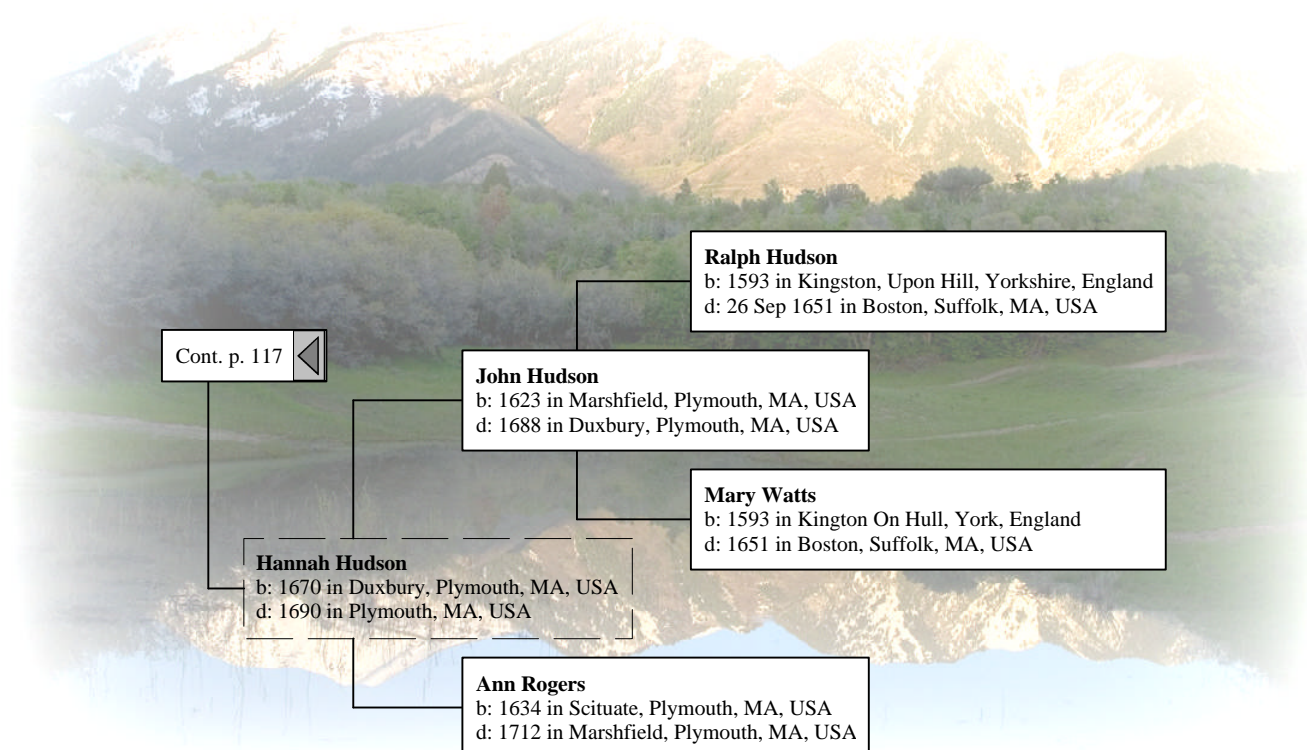 Ralph Hudson
b: 1593 in Kingston, Upon Hill, Yorkshire, England
d: 26 Sep 1651 in Boston, Suffolk, MA, USA
Cont. p. 117
John Hudson
b: 1623 in Marshfield, Plymouth, MA, USA
d: 1688 in Duxbury, Plymouth, MA, USA
Mary Watts
b: 1593 in Kington On Hull, York, England
d: 1651 in Boston, Suffolk, MA, USA
Hannah Hudson
b: 1670 in Duxbury, Plymouth, MA, USA
d: 1690 in Plymouth, MA, USA
Ann Rogers
b: 1634 in Scituate, Plymouth, MA, USA
d: 1712 in Marshfield, Plymouth, MA, USA